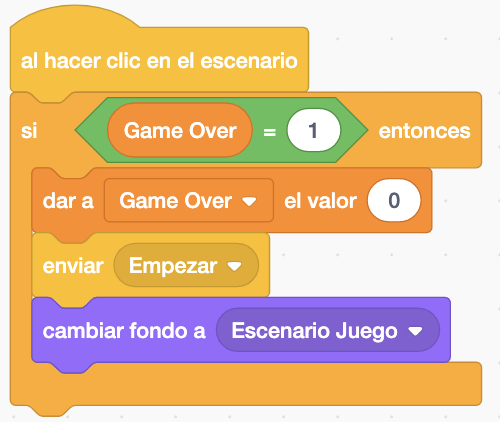 al hacer clic en el escenario
si Game Over = 1 entonces
dar a Game Over el valor 0
enviar Empezar
cambiar fondo a Escenario Juego